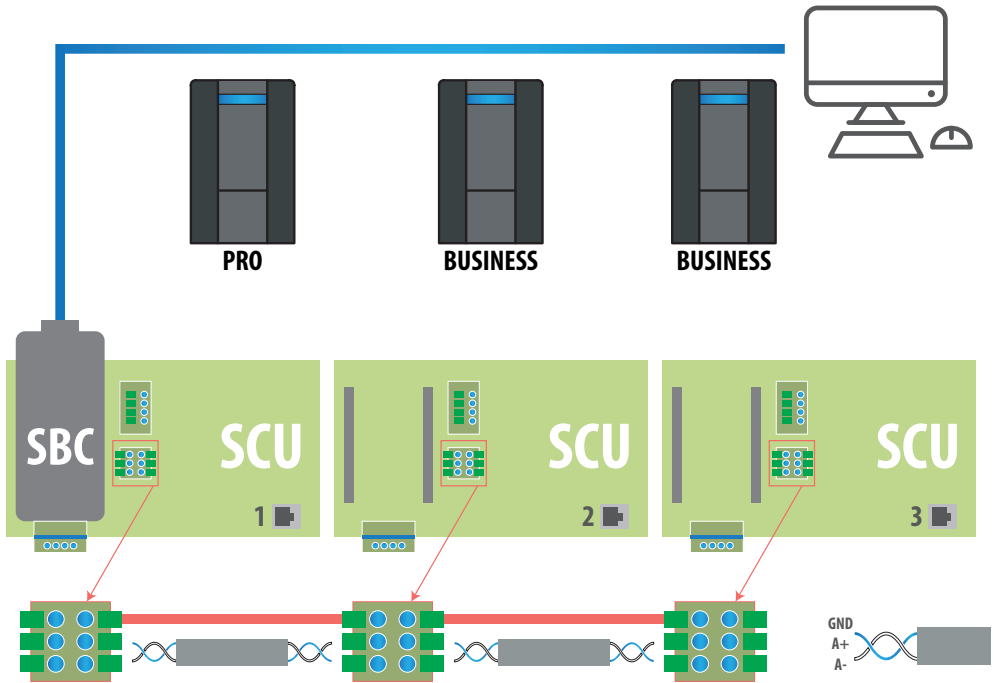 PRO
BUSINESS
BUSINESS
SBC
SCU
SCU
SCU
1
2
3
GND
A+
A-